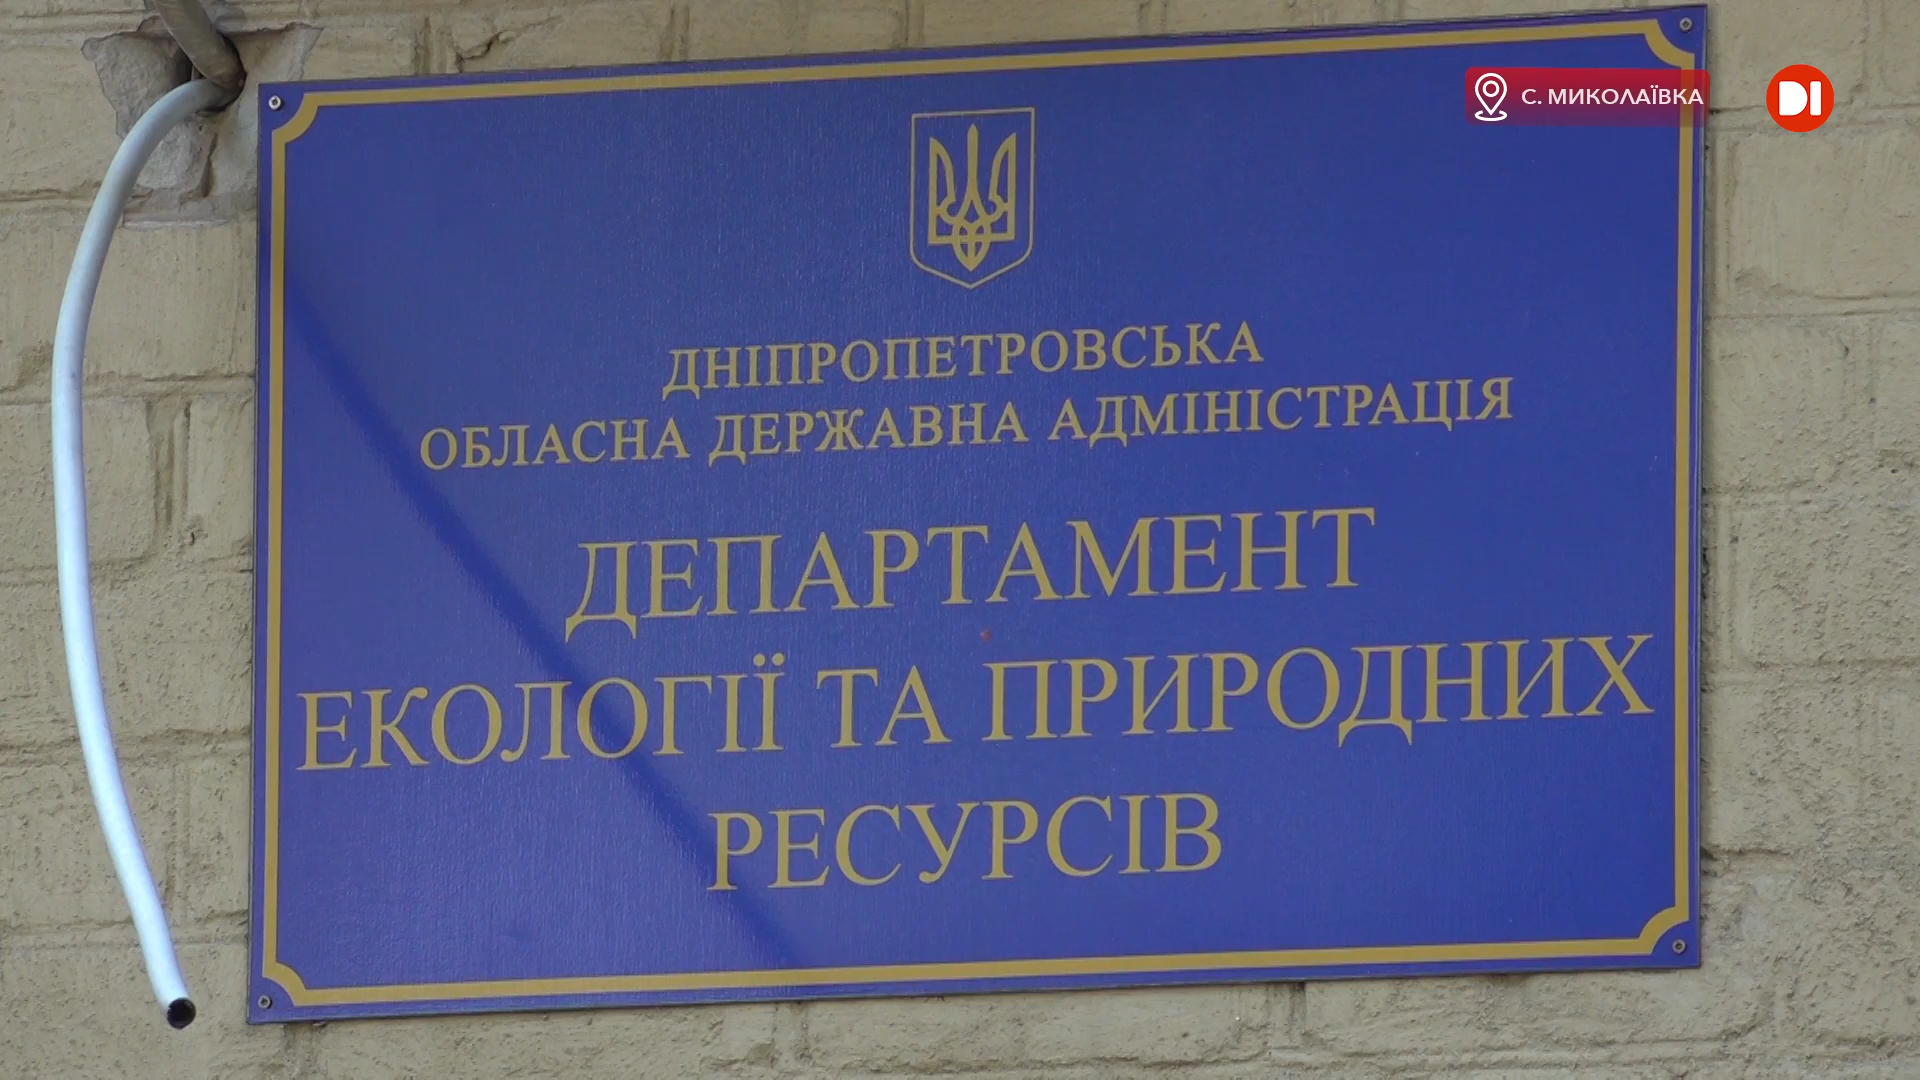 С. МИКОЛАЇВКА
DI
ДНІПРОПЕТРОВСЬКА
ОБЛАСНА ДЕРЖАВНА АДМІНІСТРАЦІЯ
ДЕПАРТАМЕНТ
ЕКОЛОГІЇ ТА ПРИРОДНИХ
РЕСУРСІВ